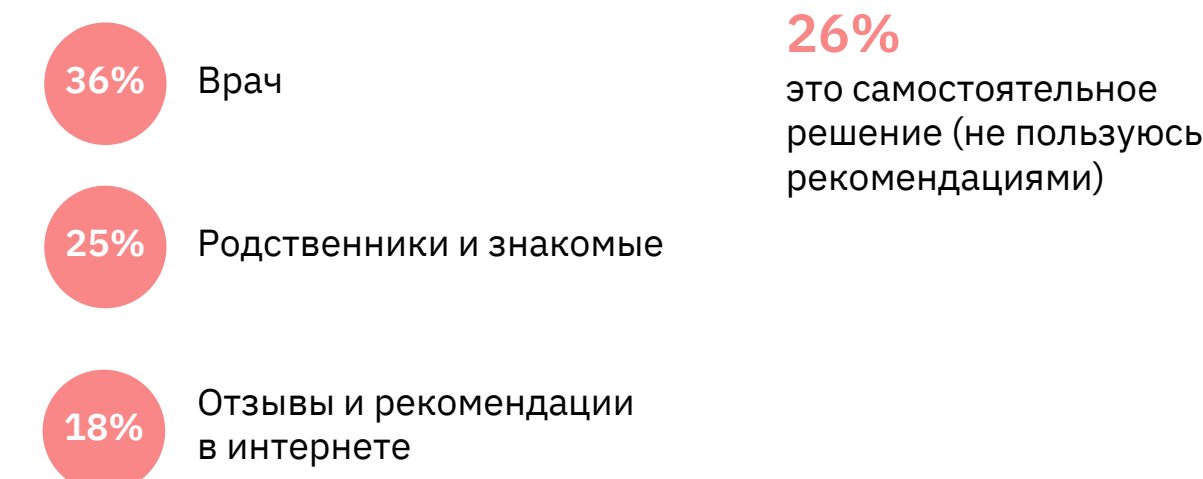 36%
Врач
25%
Родственники и знакомые
18%
Отзывы и рекомендации
в интернете
26%
это самостоятельное
решение (не пользуюсь
рекомендациями)